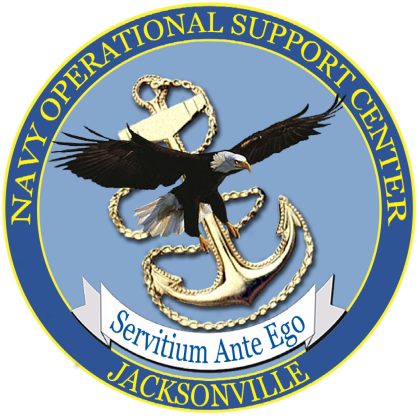 NAVY OPERATIONAL SUPPORT CENTER
Servitium Ante Ego
JACKSONVILLE